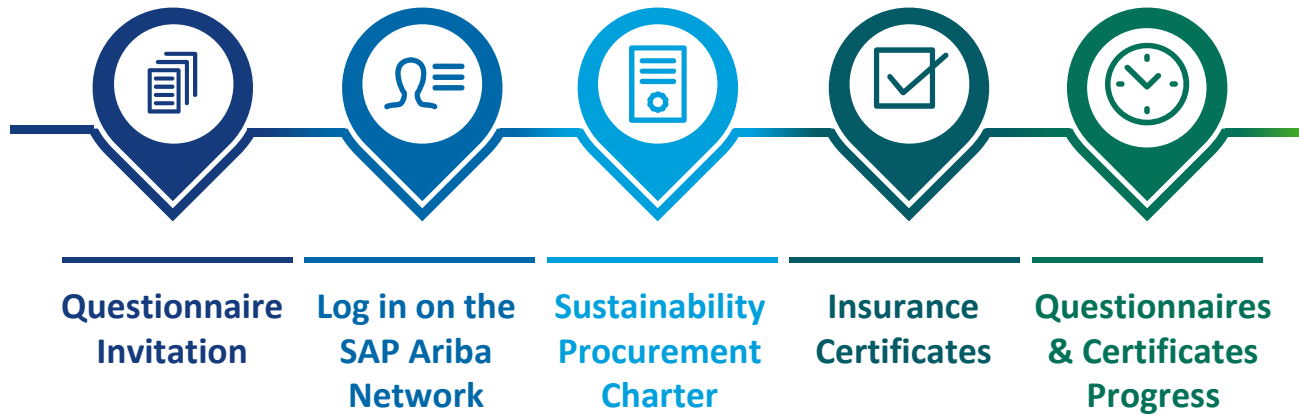 Questionnaire
Invitation
Log in on the
SAP Ariba
Network
Sustainability
Procurement
Charter
Insurance
Certificates
Questionnaires
& Certificates
Progress